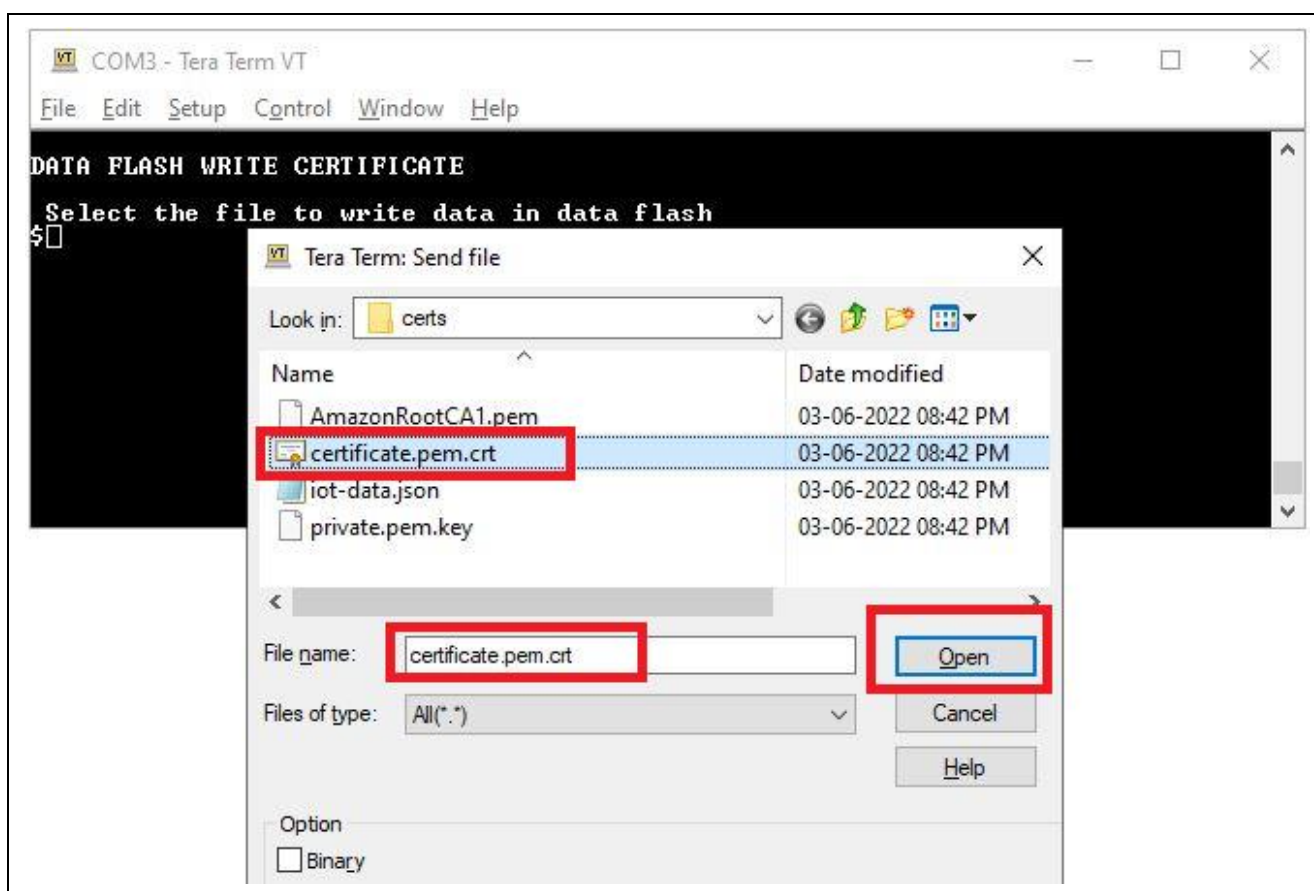 COM3 - Tera Term VT
File Edit Setup Control Window Help
DATA FLASH WRITE CERTIFICATE
Select the file to write data in data flash
$
Tera Term: Send file
Look in: certs
Name Date modified
AmazonRootCA1.pem 03-06-2022 08:42 PM
certificate.pem.crt 03-06-2022 08:42 PM
iot-data.json 03-06-2022 08:42 PM
private.pem.key 03-06-2022 08:42 PM
File name: certificate.pem.crt Open
Files of type: All(*.*) Cancel
Help
Option
Binary